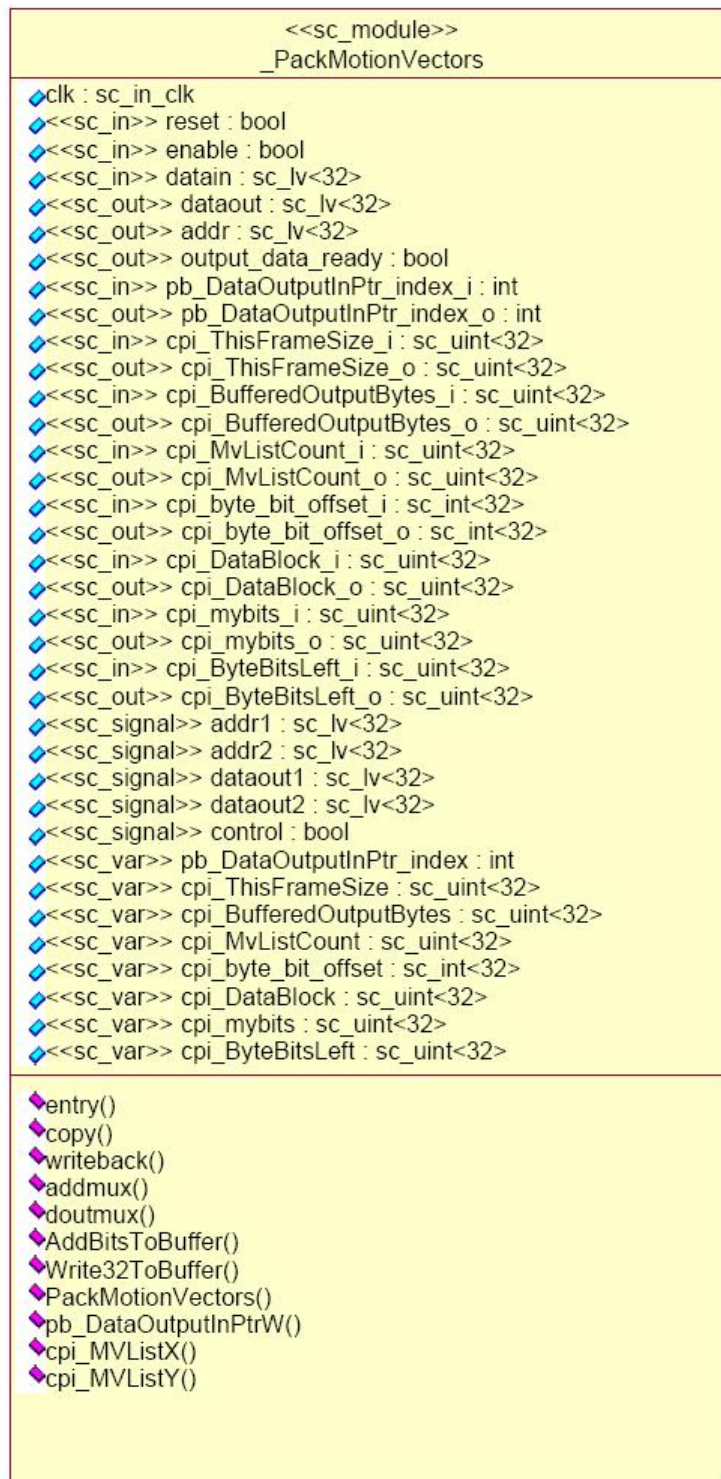 <<sc_module>>
_PackMotionVectors
clk : sc_in_clk
<<sc_in>> reset : bool
<<sc_in>> enable : bool
<<sc_in>> datain : sc_lv<32>
<<sc_out>> dataout : sc_lv<32>
<<sc_out>> addr : sc_lv<32>
<<sc_out>> output_data_ready : bool
<<sc_in>> pb_DataOutputInPtr_index_i : int
<<sc_out>> pb_DataOutputInPtr_index_o : int
<<sc_in>> cpi_ThisFrameSize_i : sc_uint<32>
<<sc_out>> cpi_ThisFrameSize_o : sc_uint<32>
<<sc_in>> cpi_BufferedOutputBytes_i : sc_uint<32>
<<sc_out>> cpi_BufferedOutputBytes_o : sc_uint<32>
<<sc_in>> cpi_MvListCount_i : sc_uint<32>
<<sc_out>> cpi_MvListCount_o : sc_uint<32>
<<sc_in>> cpi_byte_bit_offset_i : sc_int<32>
<<sc_out>> cpi_byte_bit_offset_o : sc_int<32>
<<sc_in>> cpi_DataBlock_i : sc_uint<32>
<<sc_out>> cpi_DataBlock_o : sc_uint<32>
<<sc_in>> cpi_mybits_i : sc_uint<32>
<<sc_out>> cpi_mybits_o : sc_uint<32>
<<sc_in>> cpi_ByteBitsLeft_i : sc_uint<32>
<<sc_out>> cpi_ByteBitsLeft_o : sc_uint<32>
<<sc_signal>> addr1 : sc_lv<32>
<<sc_signal>> addr2 : sc_lv<32>
<<sc_signal>> dataout1 : sc_lv<32>
<<sc_signal>> dataout2 : sc_lv<32>
<<sc_signal>> control : bool
<<sc_var>> pb_DataOutputInPtr_index : int
<<sc_var>> cpi_ThisFrameSize : sc_uint<32>
<<sc_var>> cpi_BufferedOutputBytes : sc_uint<32>
<<sc_var>> cpi_MvListCount : sc_uint<32>
<<sc_var>> cpi_byte_bit_offset : sc_int<32>
<<sc_var>> cpi_DataBlock : sc_uint<32>
<<sc_var>> cpi_mybits : sc_uint<32>
<<sc_var>> cpi_ByteBitsLeft : sc_uint<32>
entry()
copy()
writeback()
addmux()
doutmux()
AddBitsToBuffer()
Write32ToBuffer()
PackMotionVectors()
pb_DataOutputInPtrW()
cpi_MVListX()
cpi_MVListY()